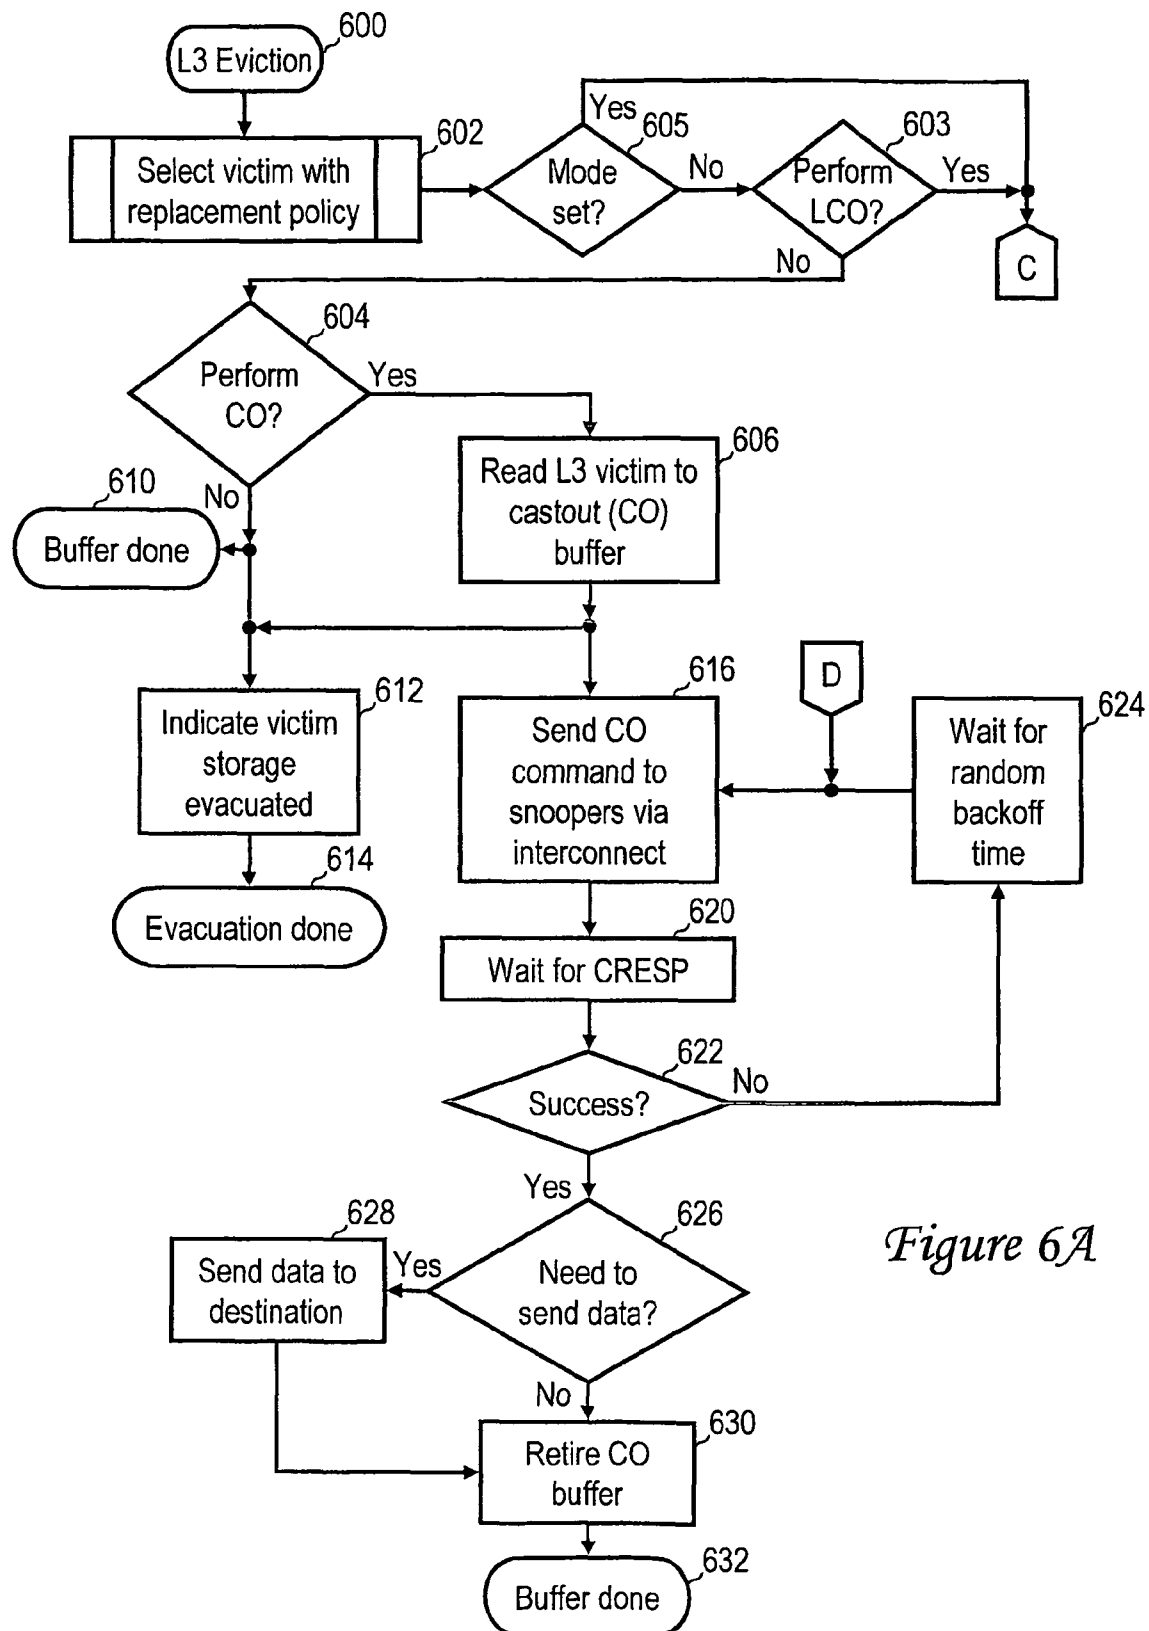 600
L3 Eviction
602
Select victim with
replacement policy
Yes
605
Mode
set?
No
603
Perform
LCO?
Yes
C
No
604
Perform
CO?
Yes
606
Read L3 victim to
castout (CO)
buffer
No
610
Buffer done
612
Indicate victim
storage
evacuated
614
Evacuation done
616
Send CO
command to
snoopers via
interconnect
D
624
Wait for
random
backoff
time
620
Wait for CRESP
622
Success?
No
Yes
626
Need to
send data?
Yes
628
Send data to
destination
No
630
Retire CO
buffer
632
Buffer done
Figure 6A